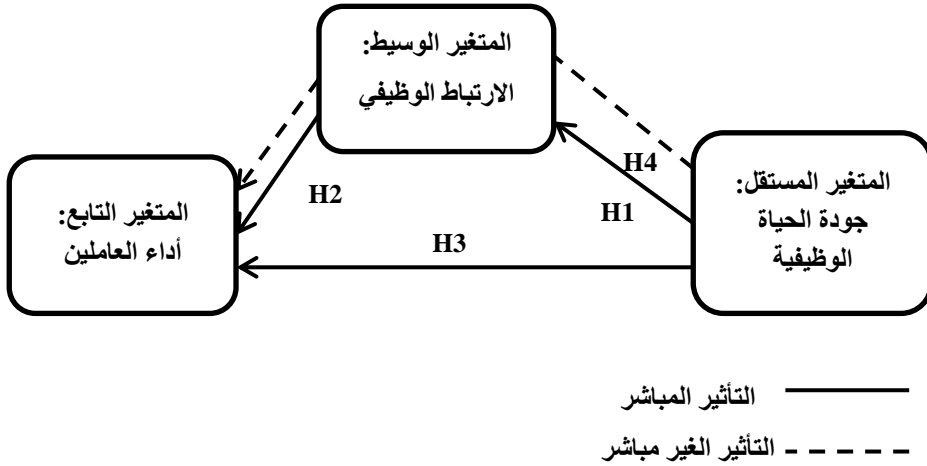 المتغير الوسيط:
الارتباط الوظيفي
المتغير المستقل:
جودة الحياة
الوظيفية
H4
H1
H2
H3
المتغير التابع:
أداء العاملين
التأثير المباشر
التأثير الغير مباشر